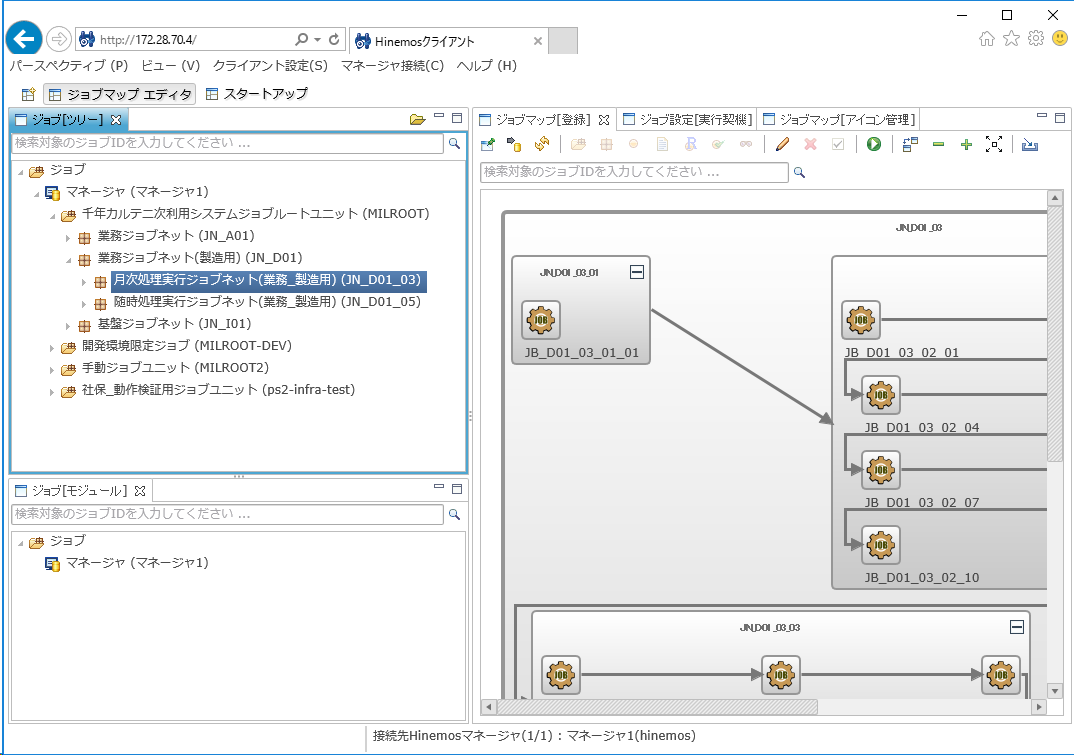 http://172.28.70.4/
Hinemosクライアント
パースペクティブ (P) ビュー (V) クライアント設定(S) マネージャ接続(C) ヘルプ (H)
ジョブマップ エディタ スタートアップ
ジョブ[ツリー]
検索対象のジョブIDを入力してください ...
ジョブ
マネージャ (マネージャ1)
千年カルテ二次利用システムジョブルートユニット (MILROOT)
業務ジョブネット (JN_A01)
業務ジョブネット(製造用) (JN_D01)
月次処理実行ジョブネット(業務_製造用) (JN_D01_03)
随時処理実行ジョブネット(業務_製造用) (JN_D01_05)
基盤ジョブネット (JN_I01)
開発環境限定ジョブ (MILROOT-DEV)
手動ジョブユニット (MILROOT2)
社保_動作検証用ジョブユニット (ps2-infra-test)
ジョブ[モジュール]
検索対象のジョブIDを入力してください ...
ジョブ
マネージャ (マネージャ1)
ジョブマップ[登録] ジョブ設定[実行契機] ジョブマップ[アイコン管理]
検索対象のジョブIDを入力してください ...
JN_D01_03
JN_D01_03_01
JOB
JB_D01_03_01_01
JOB
JB_D01_03_02_01
JOB
JB_D01_03_02_04
JOB
JB_D01_03_02_07
JOB
JB_D01_03_02_10
JN_D01_03_03
JOB JOB JOB
接続先Hinemosマネージャ(1/1) : マネージャ1(hinemos)